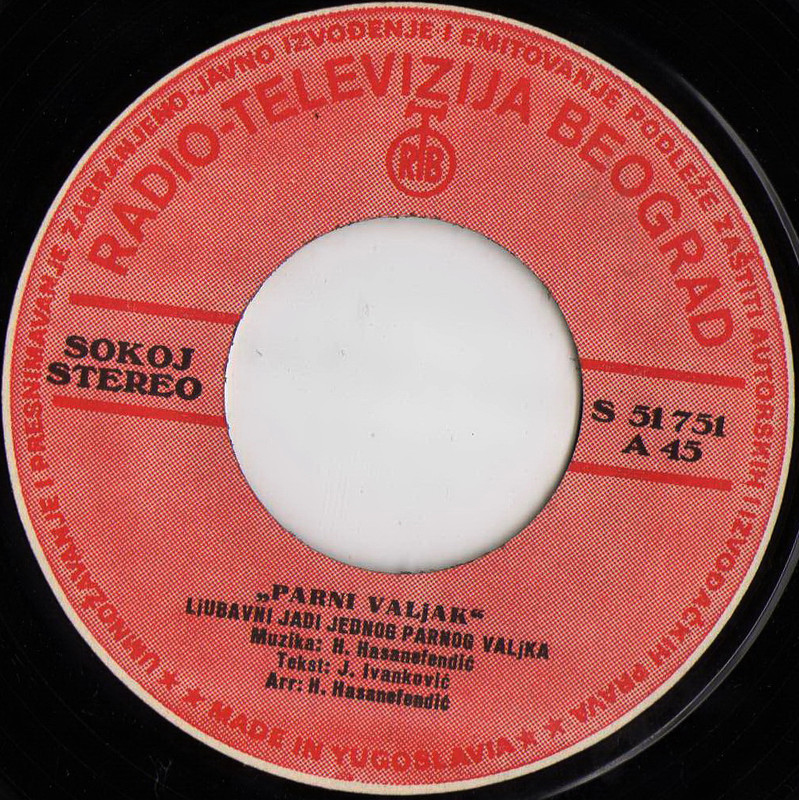 UMNOŽAVANJE I PRESNIMAVANJE ZABRANJENO·JAVNO IZVOĐENJE I EMITOVANJE PODLEŽE ZAŠTITI AUTORSKIH I IZVOĐAČKIH PRAVA
RADIO-TELEVIZIJA BEOGRAD
RTB
SOKOJ
STEREO
S 51 751
A 45
„PARNI VALjAK“
LjUBAVNI JADI JEDNOG PARNOG VALjKA
Muzika: H. Hasanefendić
Tekst: J. Ivanković
Arr: H. Hasanefendić
★★ MADE IN YUGOSLAVIA ★★